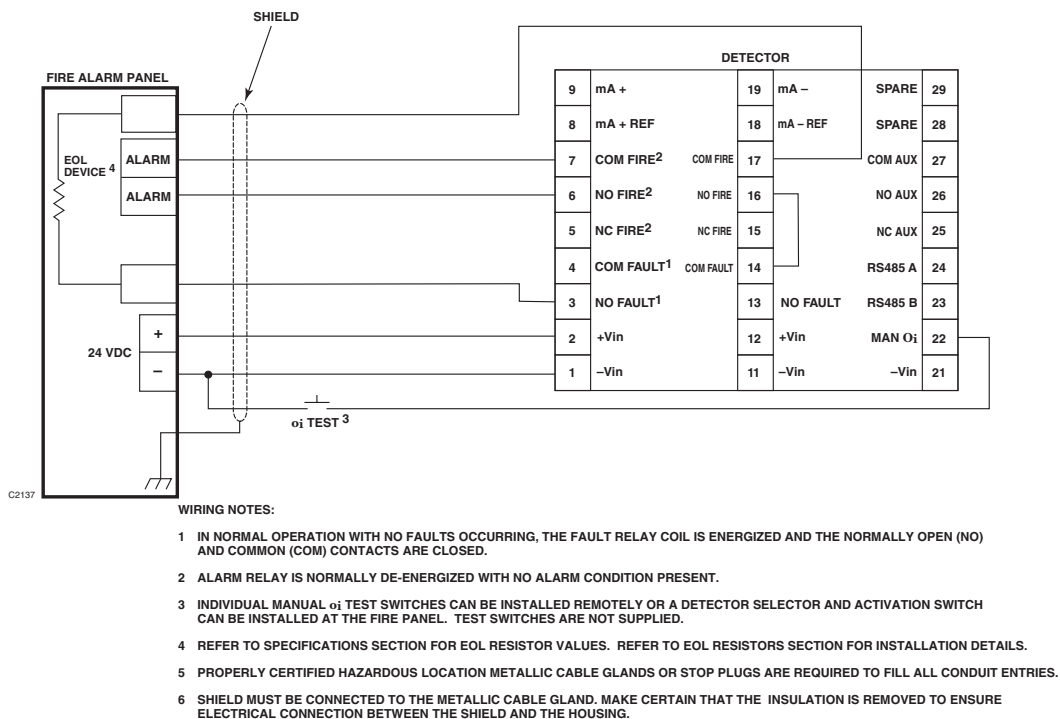 SHIELD
DETECTOR
FIRE ALARM PANEL
EOL
DEVICE 4
ALARM
ALARM
24 VDC
+
–
9 mA +
8 mA + REF
7 COM FIRE2
6 NO FIRE2
5 NC FIRE2
4 COM FAULT1
3 NO FAULT1
2 +Vin
1 –Vin
19 mA –
18 mA – REF
COM FIRE 17
NO FIRE 16
NC FIRE 15
COM FAULT 14
13 NO FAULT
12 +Vin
11 –Vin
SPARE 29
SPARE 28
COM AUX 27
NO AUX 26
NC AUX 25
RS485 A 24
RS485 B 23
MAN Oi 22
–Vin 21
oi TEST 3
C2137
WIRING NOTES:
1 IN NORMAL OPERATION WITH NO FAULTS OCCURRING, THE FAULT RELAY COIL IS ENERGIZED AND THE NORMALLY OPEN (NO)
AND COMMON (COM) CONTACTS ARE CLOSED.
2 ALARM RELAY IS NORMALLY DE-ENERGIZED WITH NO ALARM CONDITION PRESENT.
3 INDIVIDUAL MANUAL oi TEST SWITCHES CAN BE INSTALLED REMOTELY OR A DETECTOR SELECTOR AND ACTIVATION SWITCH
CAN BE INSTALLED AT THE FIRE PANEL. TEST SWITCHES ARE NOT SUPPLIED.
4 REFER TO SPECIFICATIONS SECTION FOR EOL RESISTOR VALUES. REFER TO EOL RESISTORS SECTION FOR INSTALLATION DETAILS.
5 PROPERLY CERTIFIED HAZARDOUS LOCATION METALLIC CABLE GLANDS OR STOP PLUGS ARE REQUIRED TO FILL ALL CONDUIT ENTRIES.
6 SHIELD MUST BE CONNECTED TO THE METALLIC CABLE GLAND. MAKE CERTAIN THAT THE INSULATION IS REMOVED TO ENSURE
ELECTRICAL CONNECTION BETWEEN THE SHIELD AND THE HOUSING.